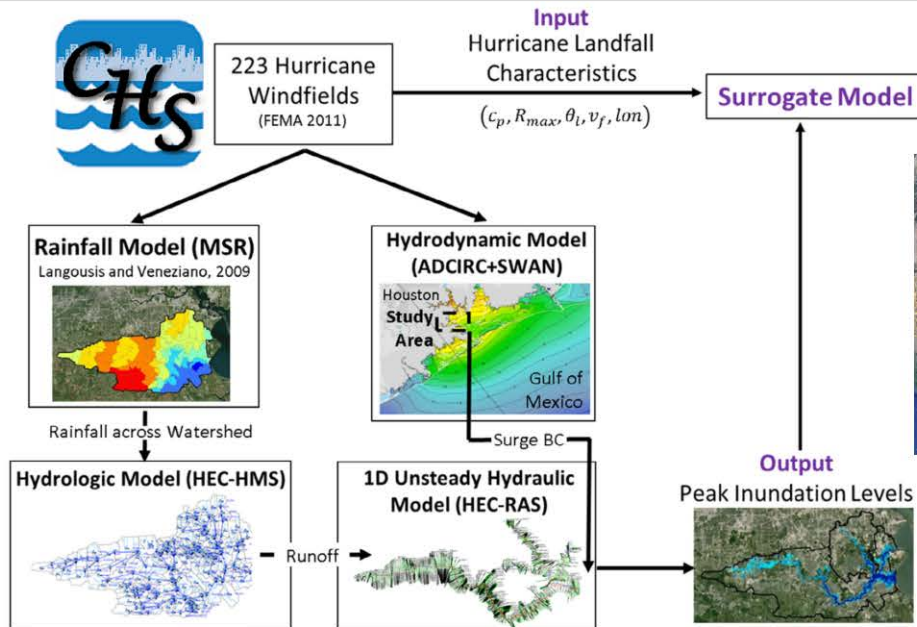 CHS
223 Hurricane
Windfields
(FEMA 2011)
Input
Hurricane Landfall
Characteristics
(c_p, R_max, θ_l, v_f, lon)
Surrogate Model
Rainfall Model (MSR)
Langousis and Veneziano, 2009
Hydrodynamic Model
(ADCIRC+SWAN)
Houston
Study
Area
Gulf of
Mexico
Rainfall across Watershed
Surge BC
Hydrologic Model (HEC-HMS)
1D Unsteady Hydraulic
Model (HEC-RAS)
Runoff
Output
Peak Inundation Levels